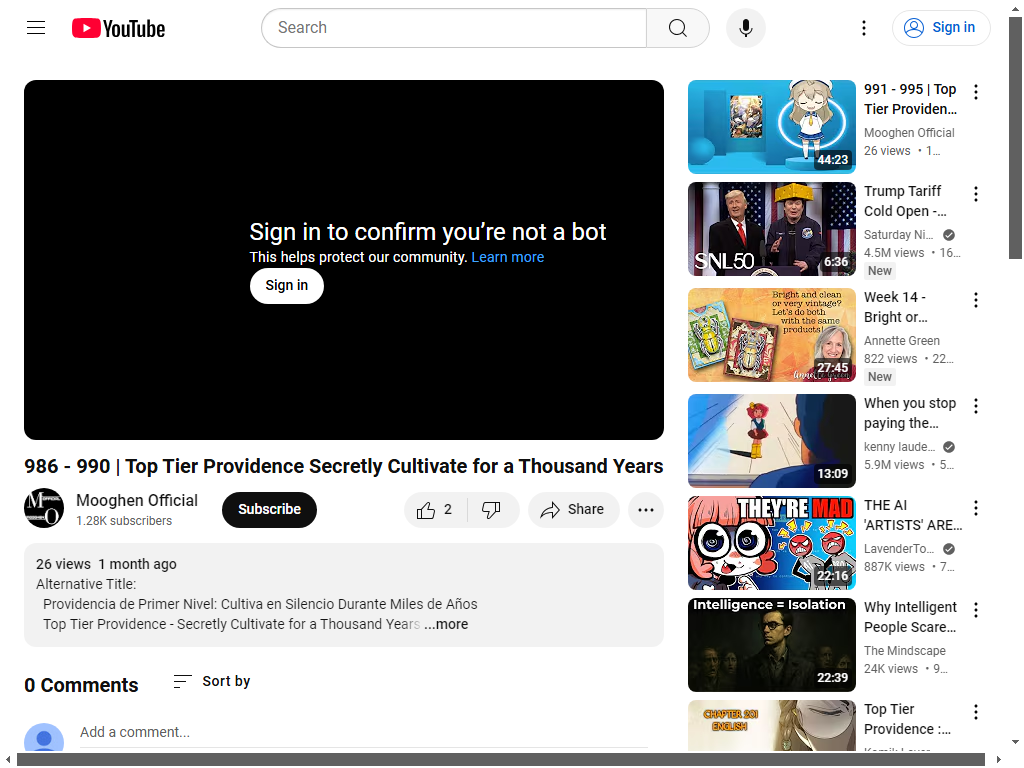 YouTube
Search
Sign in
Sign in to confirm you’re not a bot
This helps protect our community. Learn more
Sign in
986 - 990 | Top Tier Providence Secretly Cultivate for a Thousand Years
Mooghen Official
1.28K subscribers
Subscribe
2
Share
26 views 1 month ago
Alternative Title:
Providencia de Primer Nivel: Cultiva en Silencio Durante Miles de Años
Top Tier Providence - Secretly Cultivate for a Thousand Years ...more
0 Comments
Sort by
Add a comment...
44:23
991 - 995 | Top
Tier Providen...
Mooghen Official
26 views • 1...
SNL50
6:36
Trump Tariff
Cold Open -...
Saturday Ni...
4.5M views • 16...
New
Bright and clean
or very vintage?
Let's do both
with the same
products!
annette green
27:45
Week 14 -
Bright or...
Annette Green
822 views • 22...
New
13:09
When you stop
paying the...
kenny laude...
5.9M views • 5...
THEY'RE MAD
22:16
THE AI
'ARTISTS' ARE...
LavenderTo...
887K views • 7...
Intelligence = Isolation
22:39
Why Intelligent
People Scare...
The Mindscape
24K views • 9...
CHAPTER 201
ENGLISH
Top Tier
Providence :...